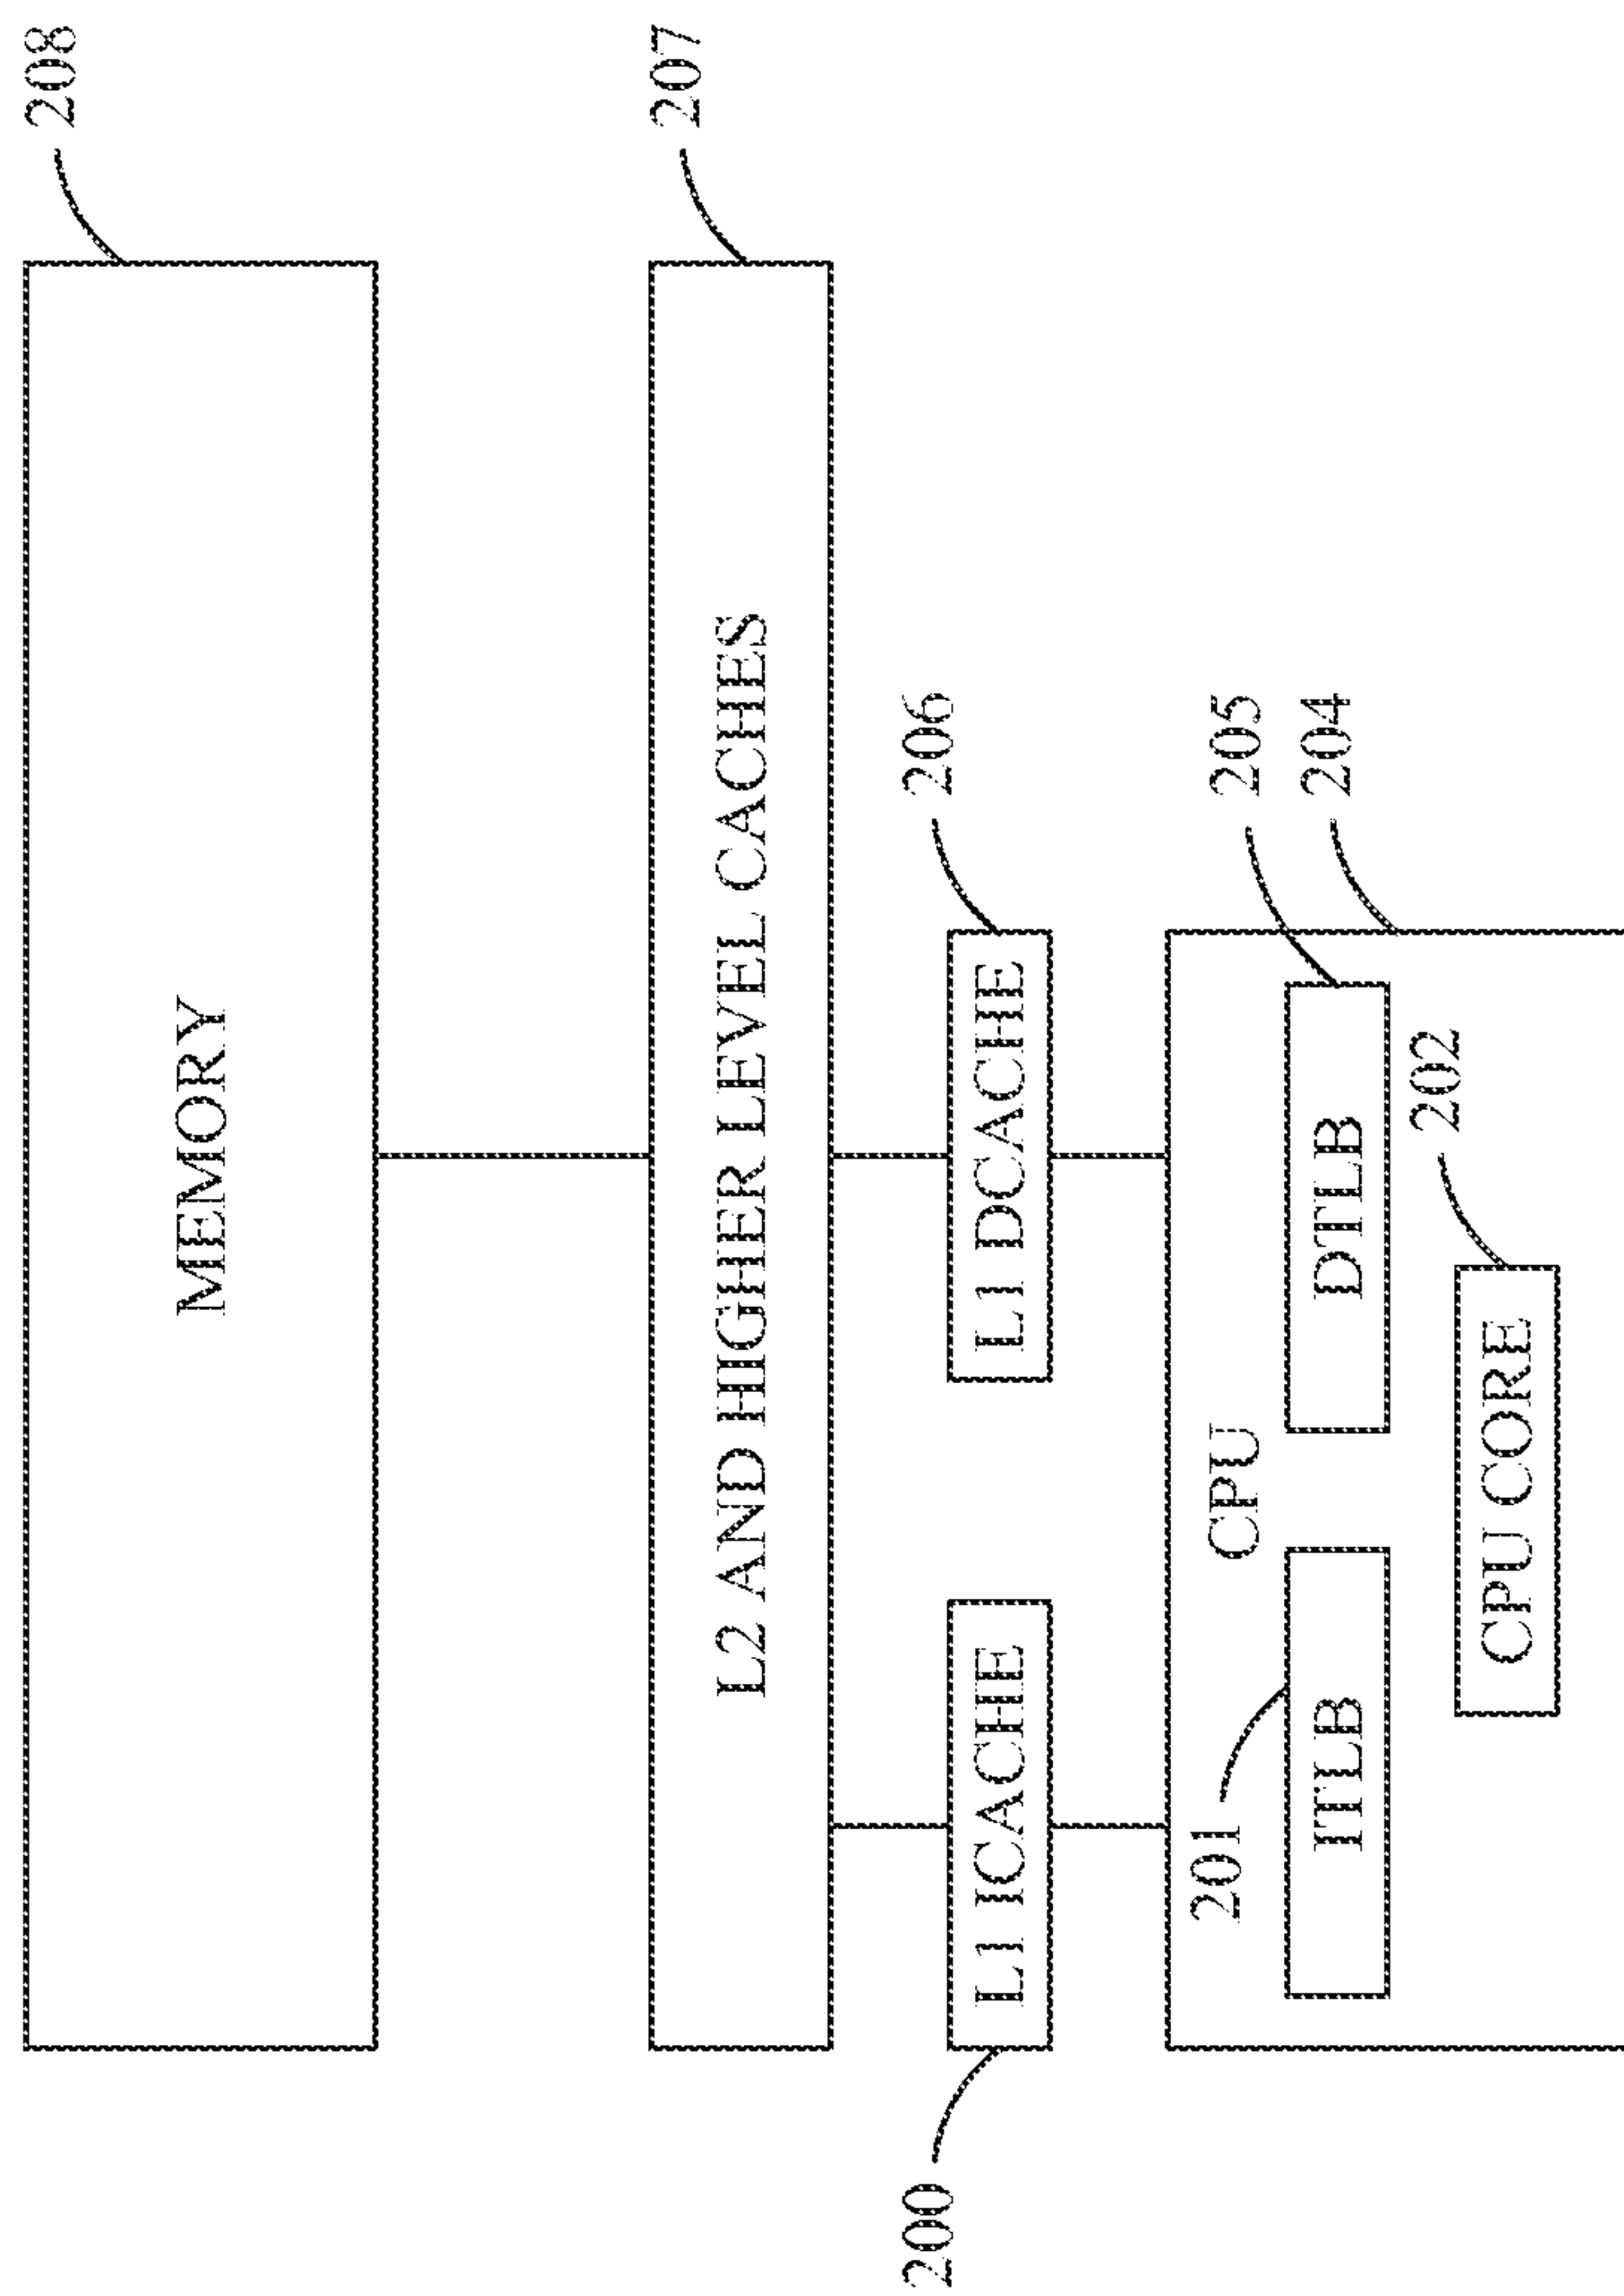 MEMORY
208
L2 AND HIGHER LEVEL CACHES
207
200
L1 ICACHE
L1 DCACHE
206
CPU
204
201
ITLB
DTLB
205
CPU CORE
202